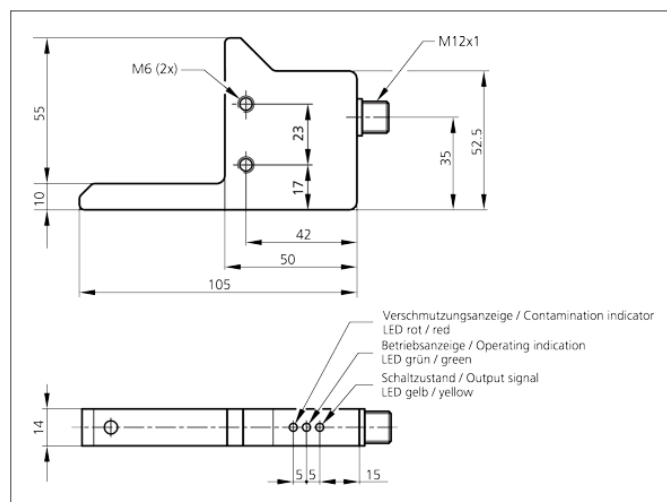 M12x1
M6 (2x)
55
23
52.5
35
17
10
42
50
105
Verschmutzungsanzeige / Contamination indicator
LED rot / red
Betriebsanzeige / Operating indication
LED grün / green
Schaltzustand / Output signal
LED gelb / yellow
14
5
5
15